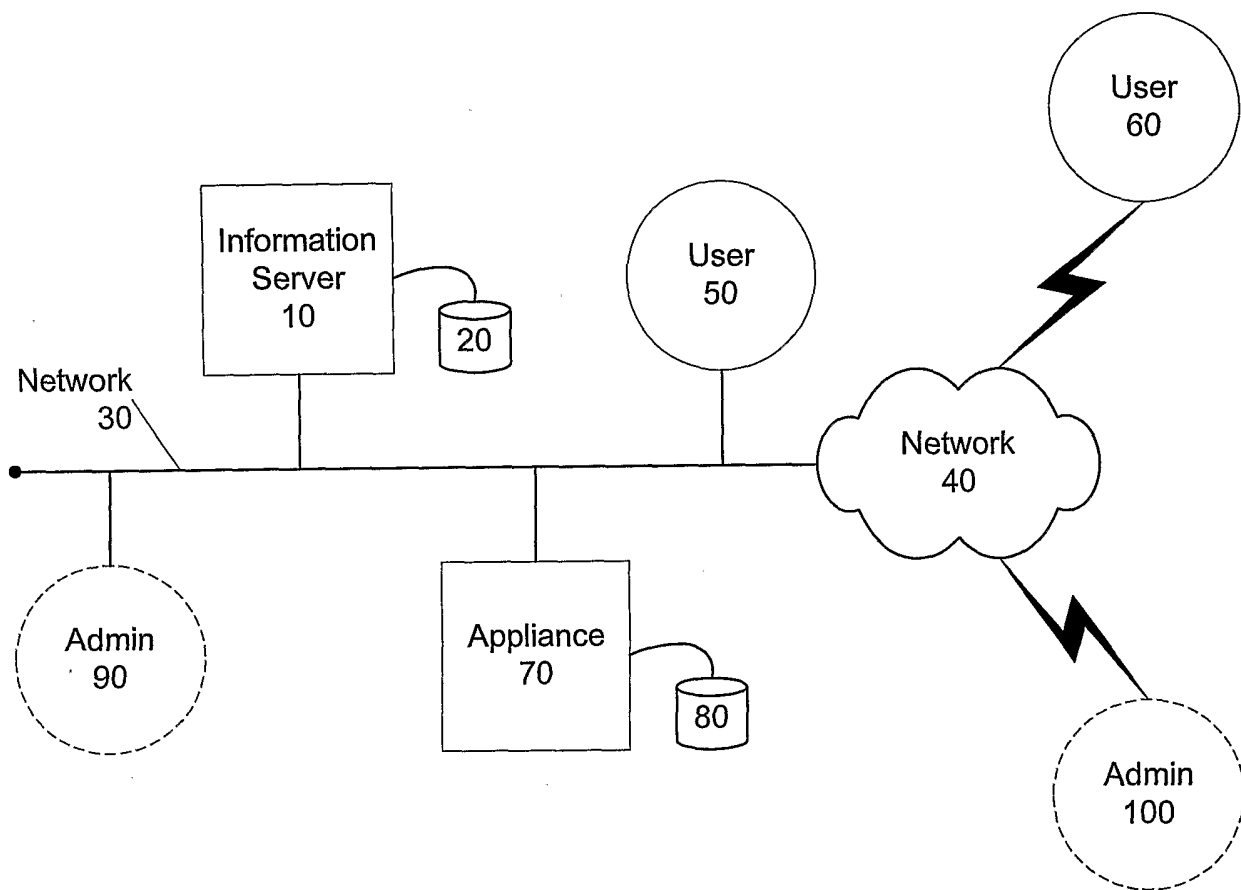 User
60
Information
Server
10
20
User
50
Network
30
Network
40
Admin
90
Appliance
70
80
Admin
100